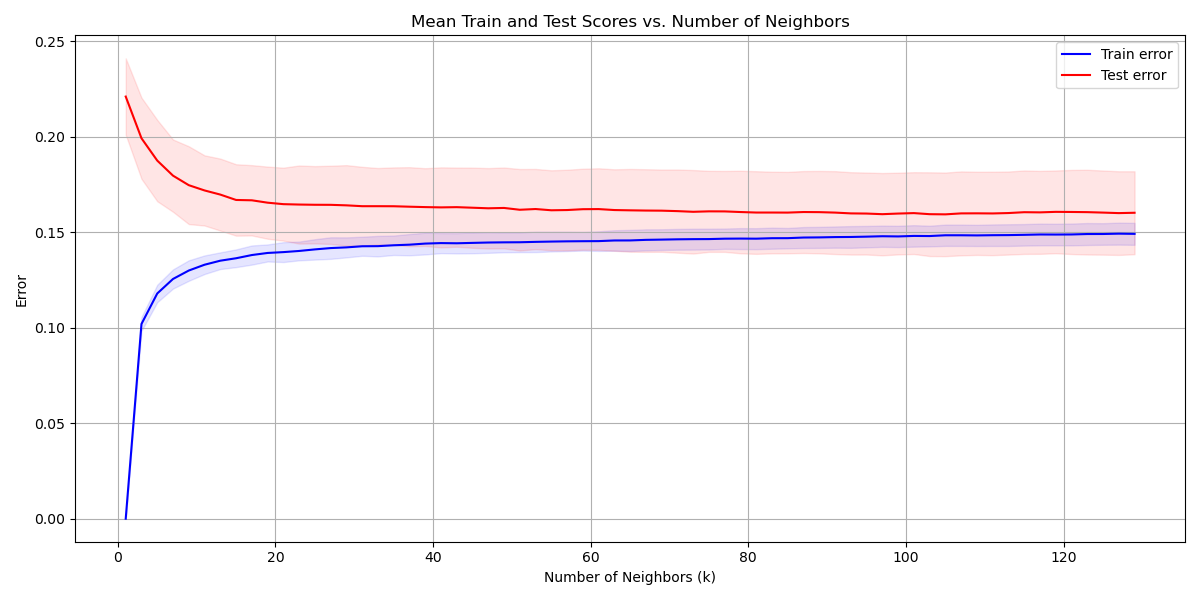 Mean Train and Test Scores vs. Number of Neighbors
Train error
Test error
0.25
0.20
0.15
0.10
0.05
0.00
Error
0 20 40 60 80 100 120
Number of Neighbors (k)